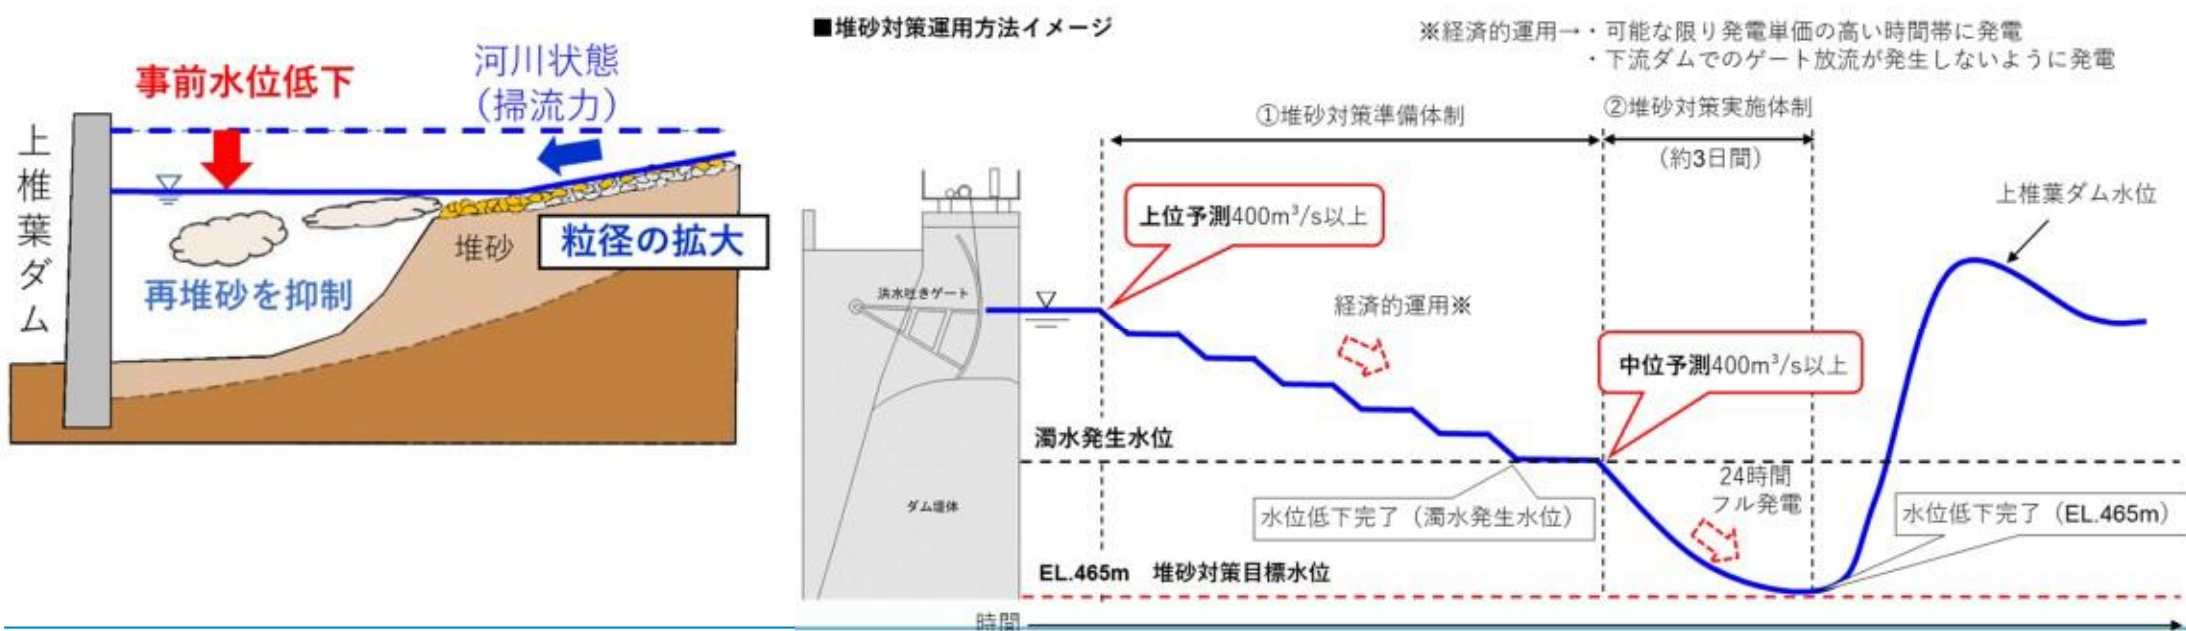 事前水位低下
河川状態
（掃流力）
上椎葉ダム
堆砂
粒径の拡大
再堆砂を抑制
■堆砂対策運用方法イメージ
※経済的運用→・可能な限り発電単価の高い時間帯に発電
・下流ダムでのゲート放流が発生しないように発電
①堆砂対策準備体制
②堆砂対策実施体制
（約3日間）
上椎葉ダム水位
上位予測400m³/s以上
洪水吐きゲート
経済的運用※
中位予測400m³/s以上
濁水発生水位
24時間
フル発電
ダム堤体
水位低下完了（濁水発生水位）
水位低下完了（EL.465m）
EL.465m　堆砂対策目標水位
時間